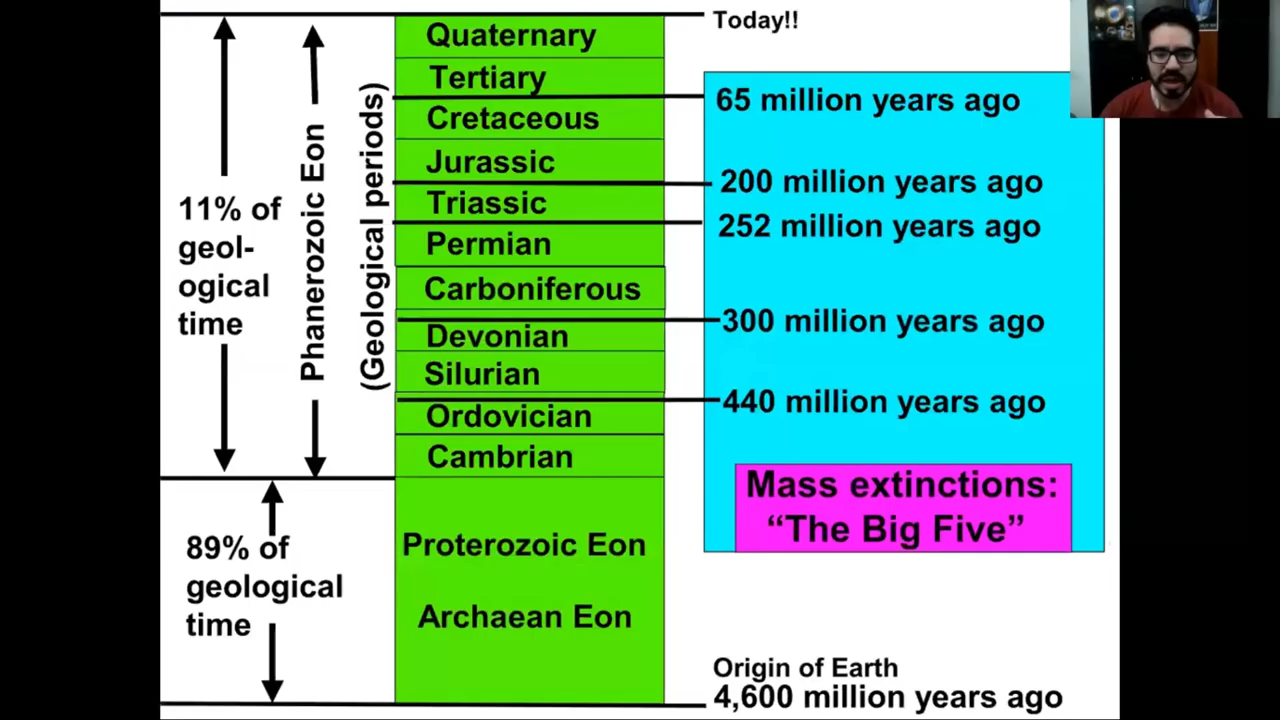 Today!!
Quaternary
Tertiary
65 million years ago
Cretaceous
Jurassic
200 million years ago
Triassic
252 million years ago
Permian
Carboniferous
300 million years ago
Devonian
Silurian
440 million years ago
Ordovician
Cambrian
11% of
geol-
ogical
time
Phanerozoic Eon
(Geological periods)
Mass extinctions:
“The Big Five”
89% of
geological
time
Proterozoic Eon
Archaean Eon
Origin of Earth
4,600 million years ago